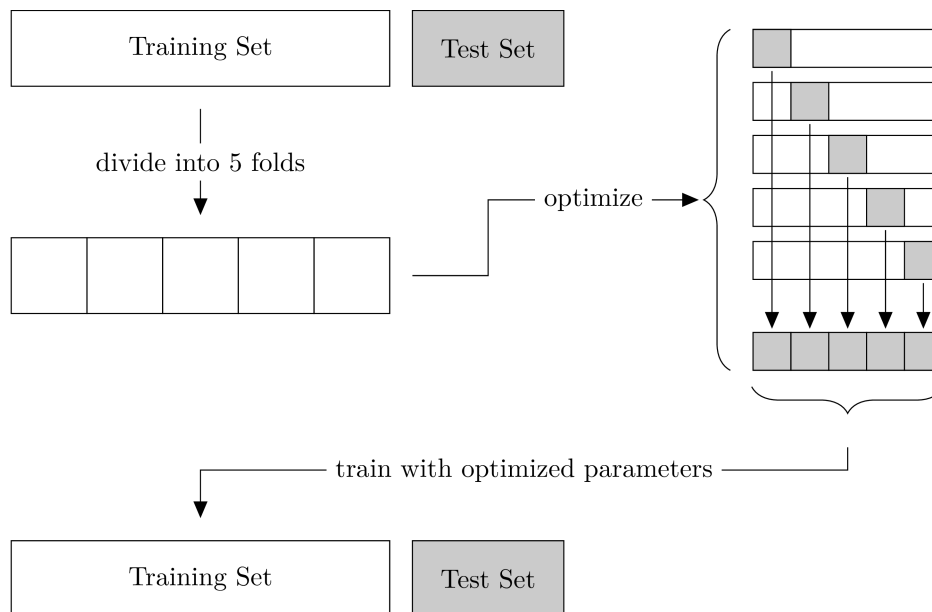 Training Set
Test Set
divide into 5 folds
optimize
train with optimized parameters
Training Set
Test Set